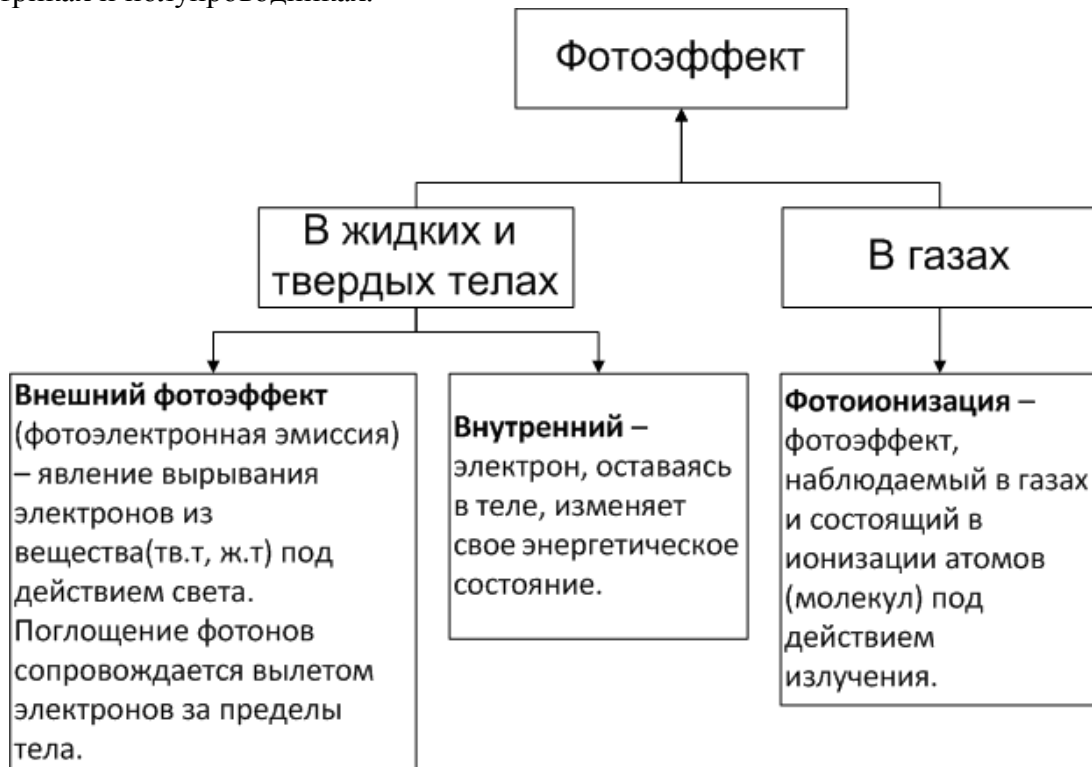 Фотоэффект
В жидких и
твердых телах
В газах
Внешний фотоэффект
(фотоэлектронная эмиссия)
– явление вырывания
электронов из
вещества(тв.т, ж.т) под
действием света.
Поглощение фотонов
сопровождается вылетом
электронов за пределы
тела.
Внутренний –
электрон, оставаясь
в теле, изменяет
свое энергетическое
состояние.
Фотоионизация –
фотоэффект,
наблюдаемый в газах
и состоящий в
ионизации атомов
(молекул) под
действием
излучения.